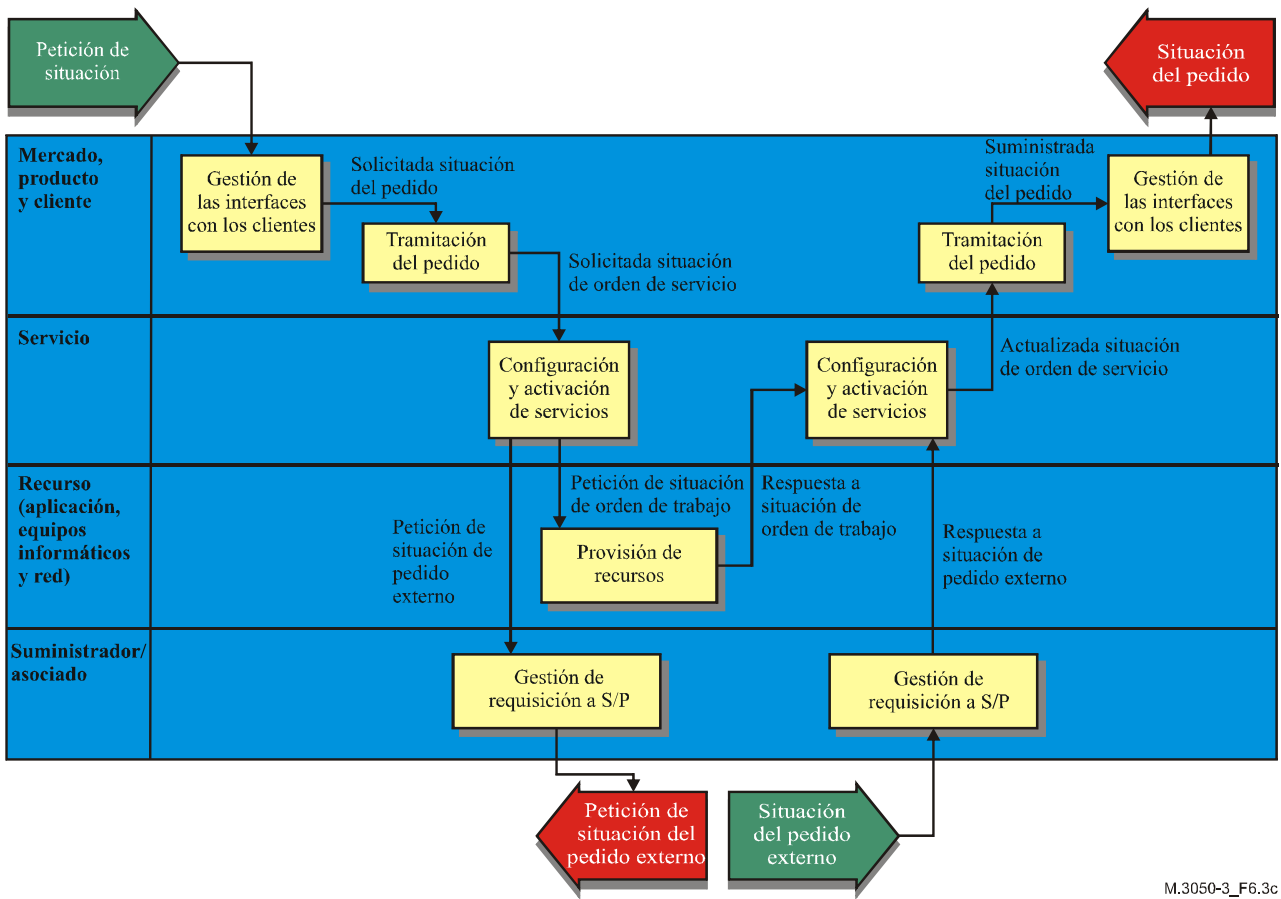 Petición de
situación
Situación
del pedido
Mercado,
producto
y cliente
Gestión de
las interfaces
con los clientes
Solicitada situación
del pedido
Tramitación
del pedido
Solicitada situación
de orden de servicio
Suministrada
situación
del pedido
Tramitación
del pedido
Gestión de
las interfaces
con los clientes
Servicio
Configuración
y activación
de servicios
Configuración
y activación
de servicios
Actualizada situación
de orden de servicio
Recurso
(aplicación,
equipos
informáticos
y red)
Petición de
situación de
pedido
externo
Petición de situación
de orden de trabajo
Provisión de
recursos
Respuesta a
situación de
orden de trabajo
Respuesta a
situación de
pedido externo
Suministrador/
asociado
Gestión de
requisición a S/P
Gestión de
requisición a S/P
Petición de
situación del
pedido externo
Situación
del pedido
externo
M.3050-3_F6.3c